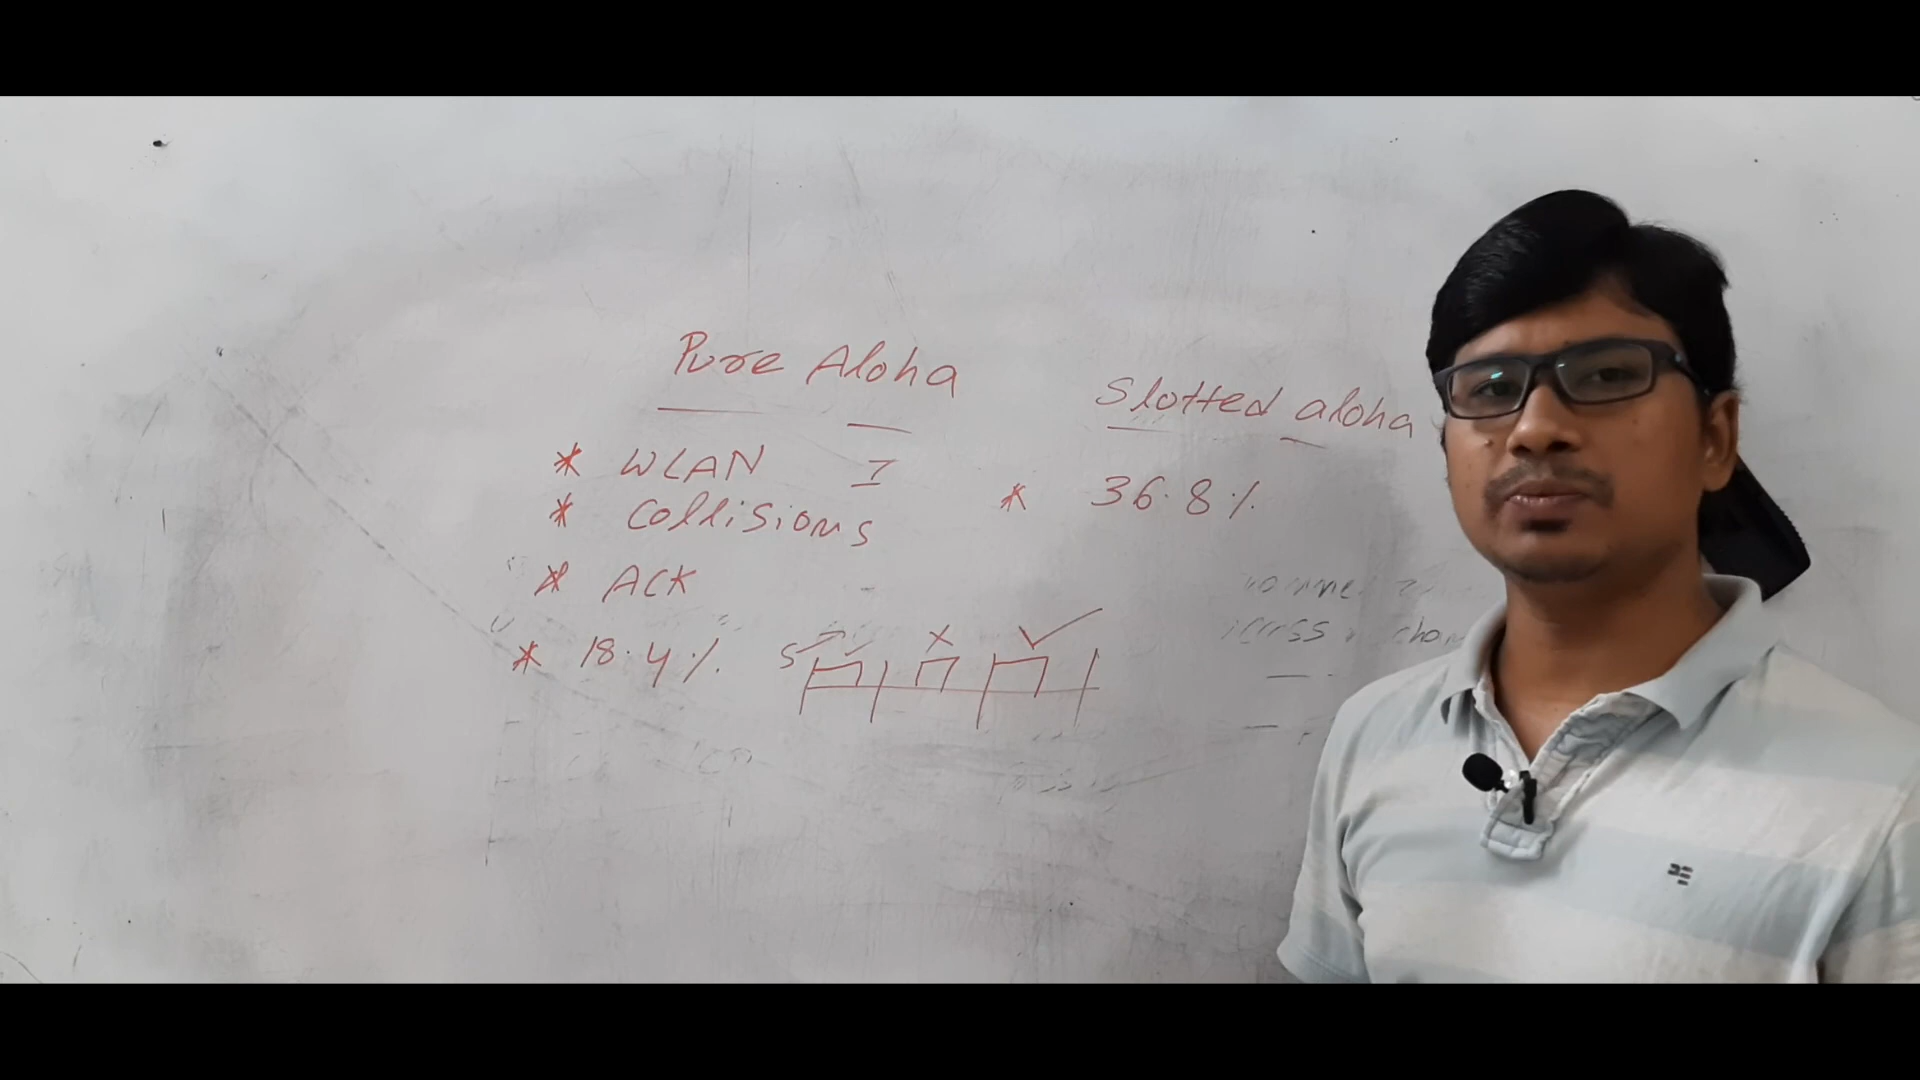 Pure Aloha
Slotted aloha
* WLAN I
* Collisions
* ACK
* 18.4%. S
* 36.8%.